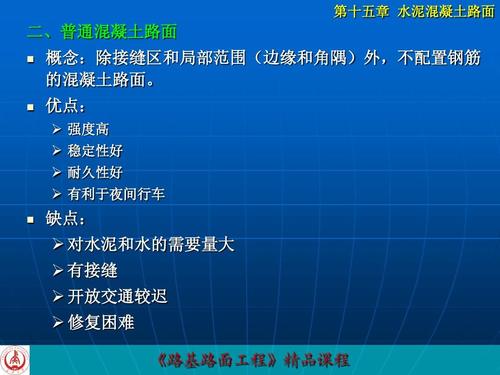 第十五章 水泥混凝土路面
二、普通混凝土路面
概念：除接缝区和局部范围（边缘和角隅）外，不配置钢筋
的混凝土路面。
优点：
强度高
稳定性好
耐久性好
有利于夜间行车
缺点：
对水泥和水的需要量大
有接缝
开放交通较迟
修复困难
《路基路面工程》精品课程